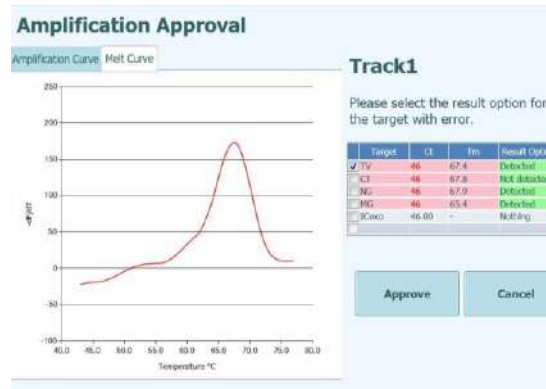 Amplification Approval
Amplification Curve Melt Curve
Track1
Please select the result option for
the target with error.
Target Ct Tm Result Opti
TV 46 67.4 Detected
CT 46 67.8 Not detected
NG 46 67.9 Detected
MG 46 65.4 Detected
46.00 - Nothing
Approve Cancel
250
200
150
100
50
0
-50
-100
40.0 45.0 50.0 55.0 60.0 65.0 70.0 75.0 80.0
Temperature °C